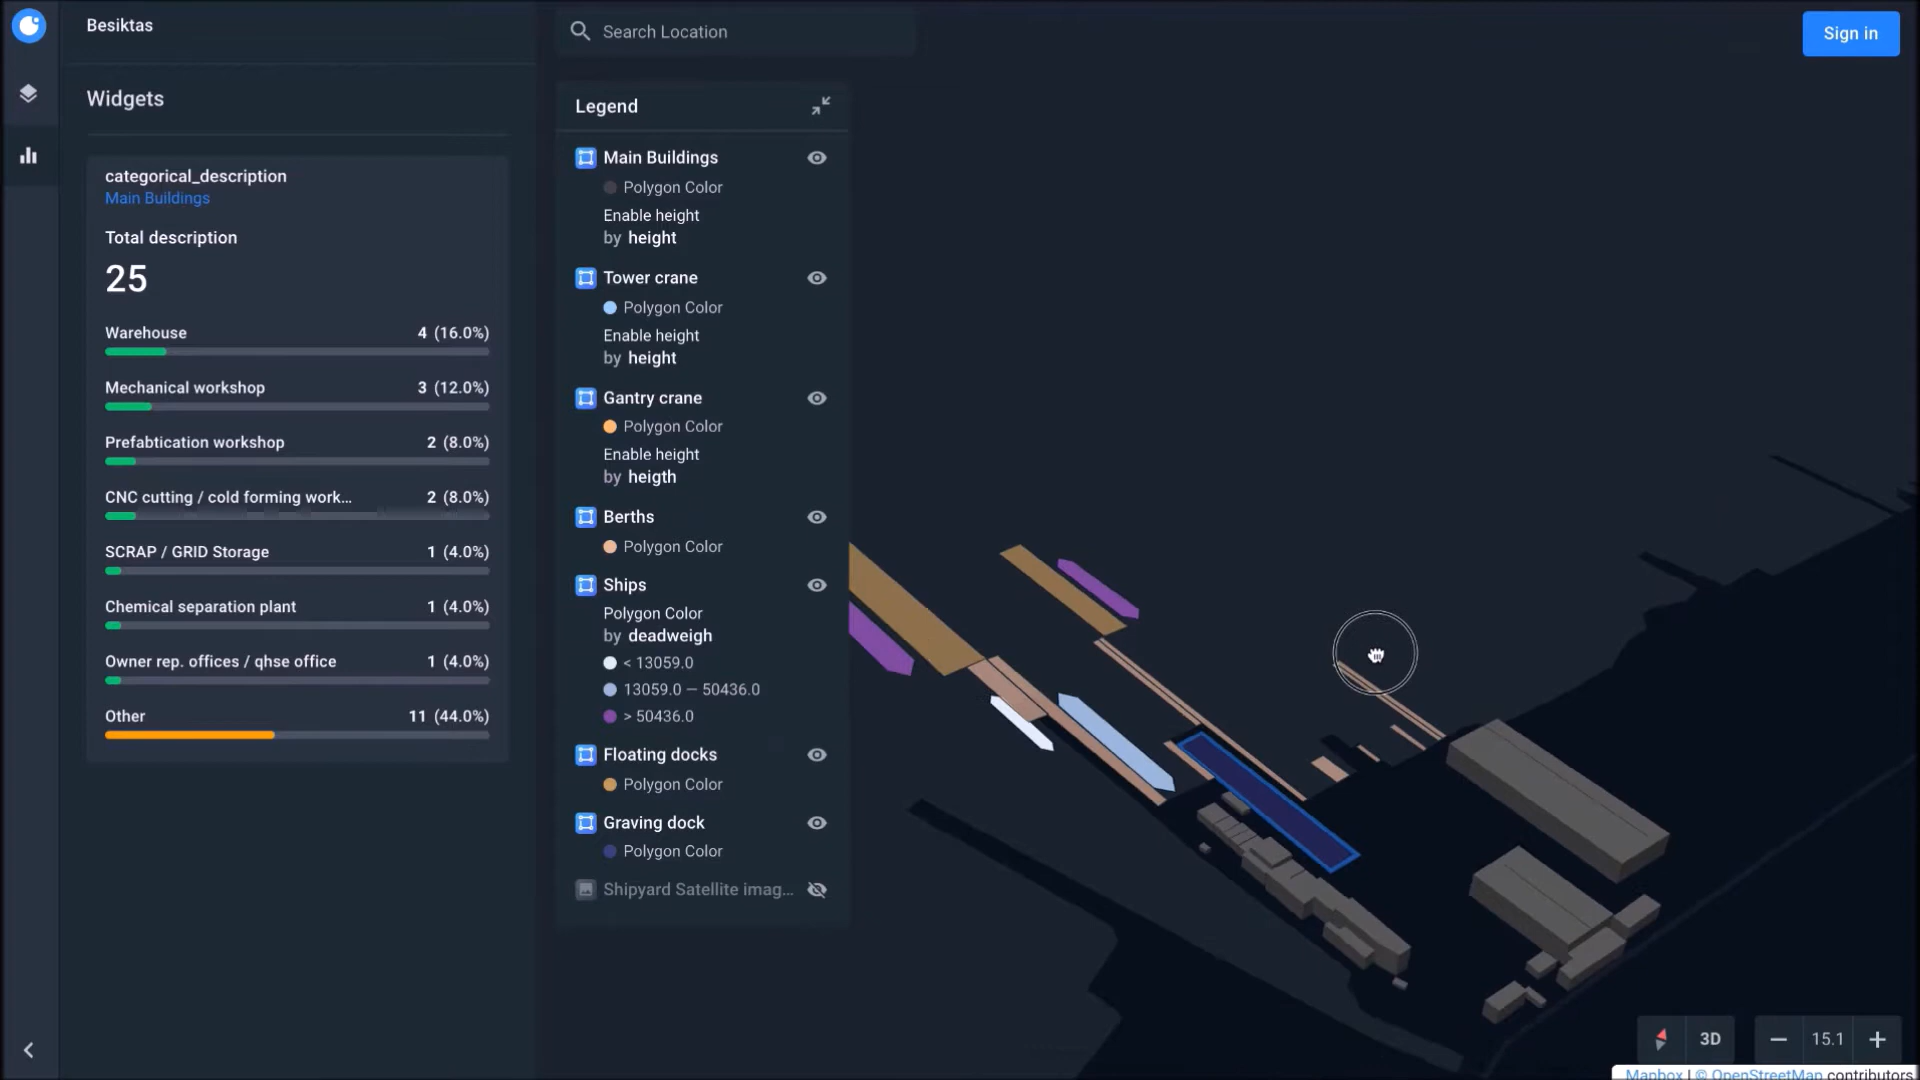 Besiktas
Widgets
categorical_description
Main Buildings
Total description
25
Warehouse 4 (16.0%)
Mechanical workshop 3 (12.0%)
Prefabtication workshop 2 (8.0%)
CNC cutting / cold forming work... 2 (8.0%)
SCRAP / GRID Storage 1 (4.0%)
Chemical separation plant 1 (4.0%)
Owner rep. offices / qhse office 1 (4.0%)
Other 11 (44.0%)
Search Location
Sign in
Legend
Main Buildings
Polygon Color
Enable height
by height
Tower crane
Polygon Color
Enable height
by height
Gantry crane
Polygon Color
Enable height
by heigth
Berths
Polygon Color
Ships
Polygon Color
by deadweigh
< 13059.0
13059.0 – 50436.0
> 50436.0
Floating docks
Polygon Color
Graving dock
Polygon Color
Shipyard Satellite imag...
3D
15.1
Mapbox | © OpenStreetMap contributors